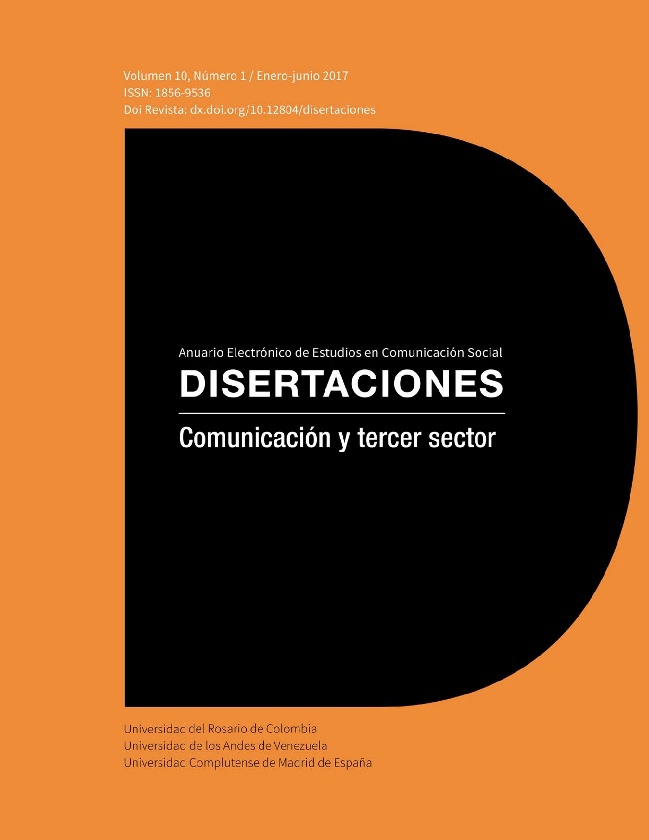 Volumen 10, Número 1 / Enero-junio 2017
ISSN: 1856-9536
Doi Revista: dx.doi.org/10.12804/disertaciones
Anuario Electrónico de Estudios en Comunicación Social
DISERTACIONES
Comunicación y tercer sector
Universidad del Rosario de Colombia
Universidad de los Andes de Venezuela
Universidad Complutense de Madrid de España